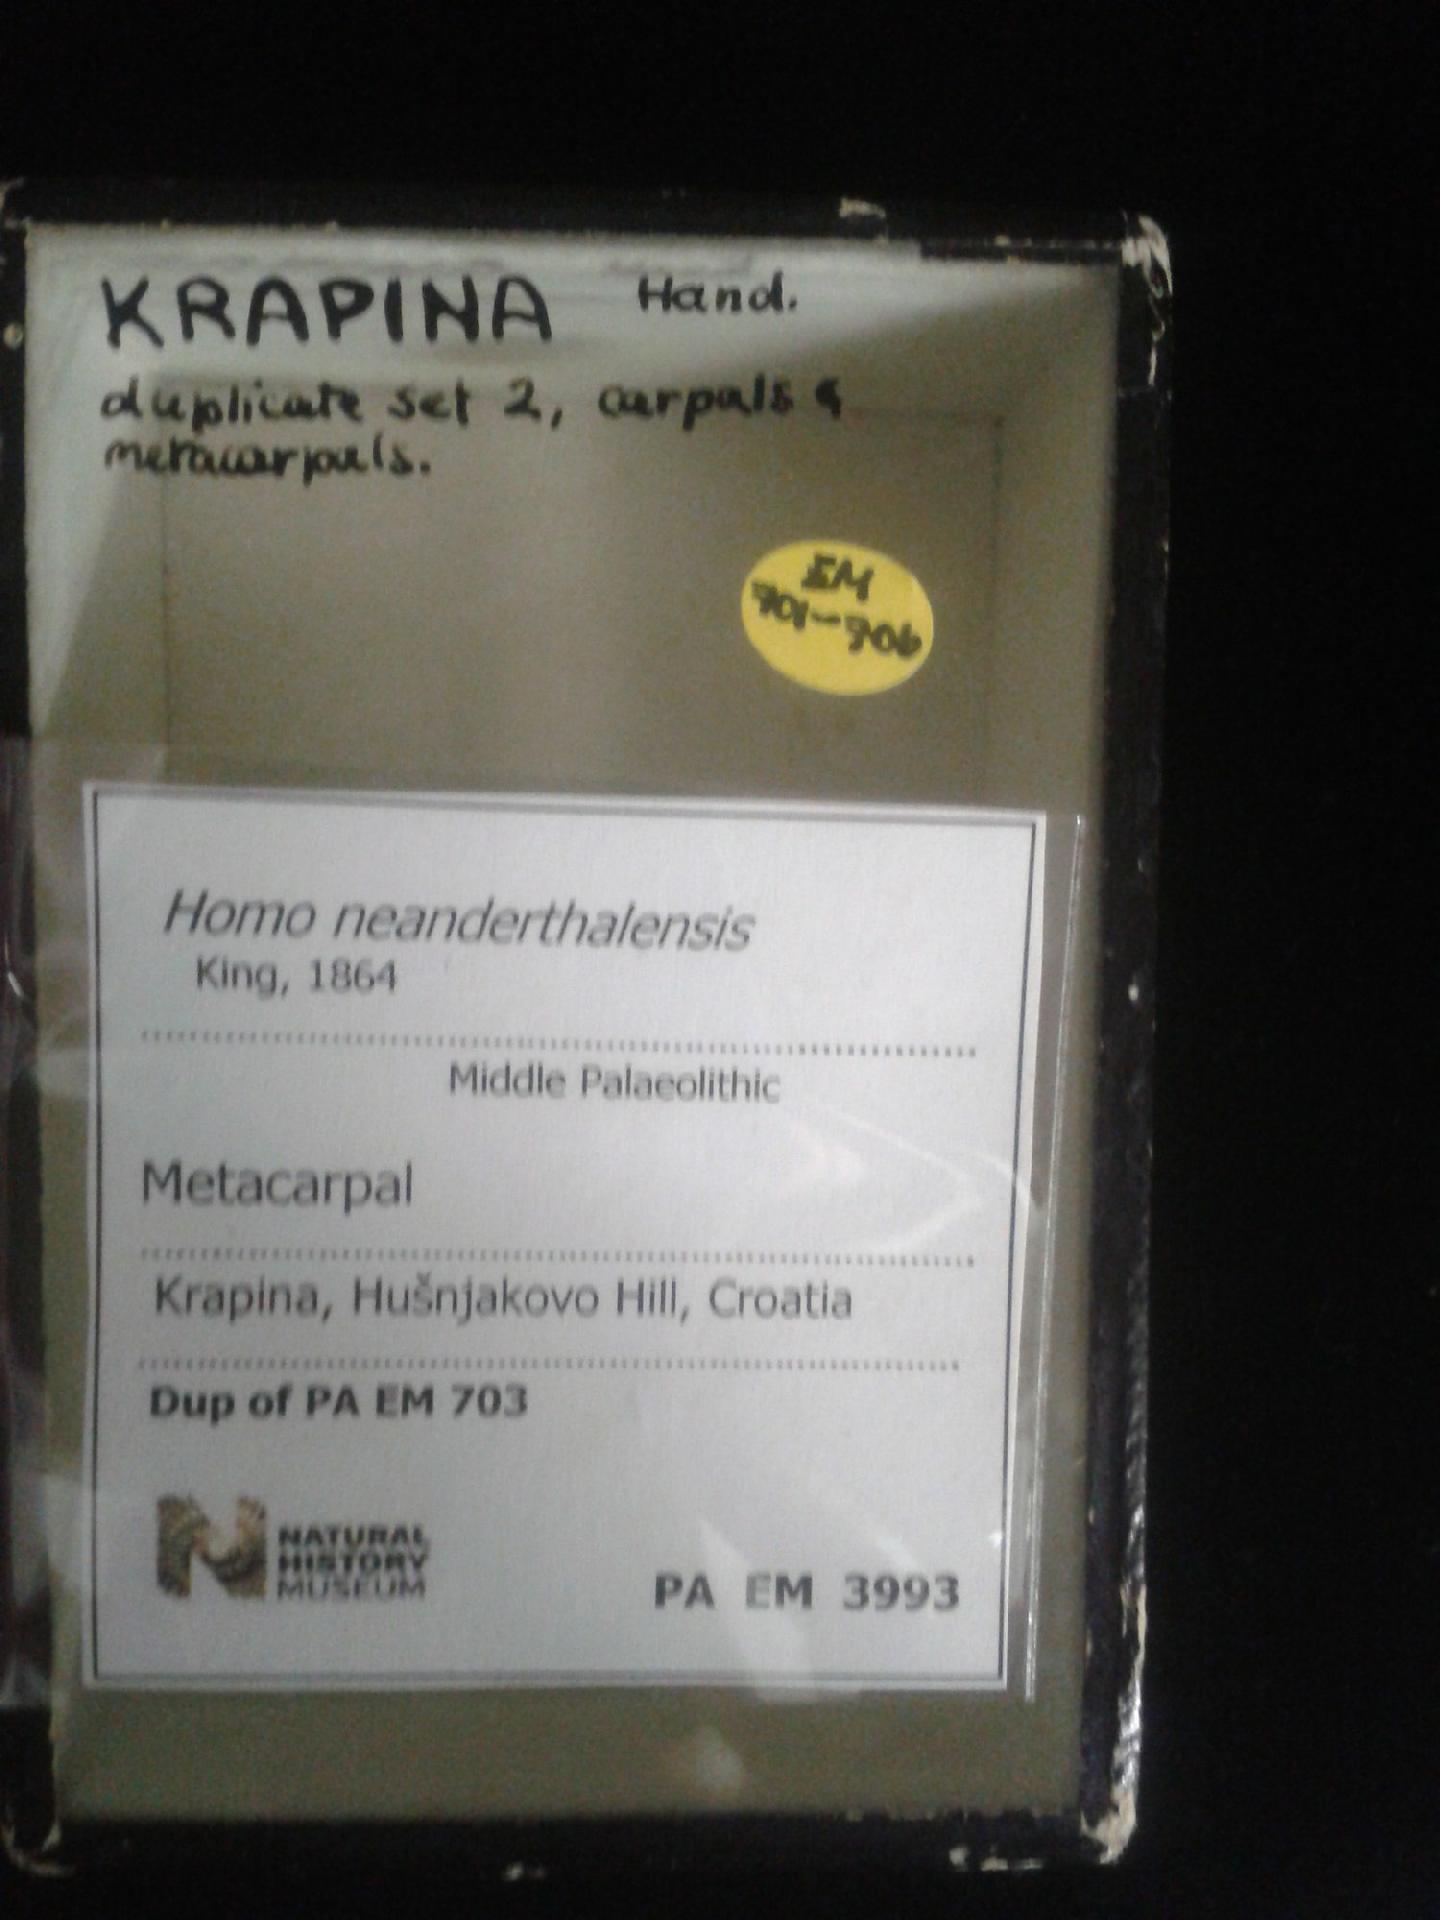 KRAPINA Hand.
duplicate set 2, carpals &
metacarpals.
EM
701-706
Homo neanderthalensis
King, 1864
Middle Palaeolithic
Metacarpal
Krapina, Hušnjakovo Hill, Croatia
Dup of PA EM 703
NATURAL
HISTORY
MUSEUM
PA EM 3993